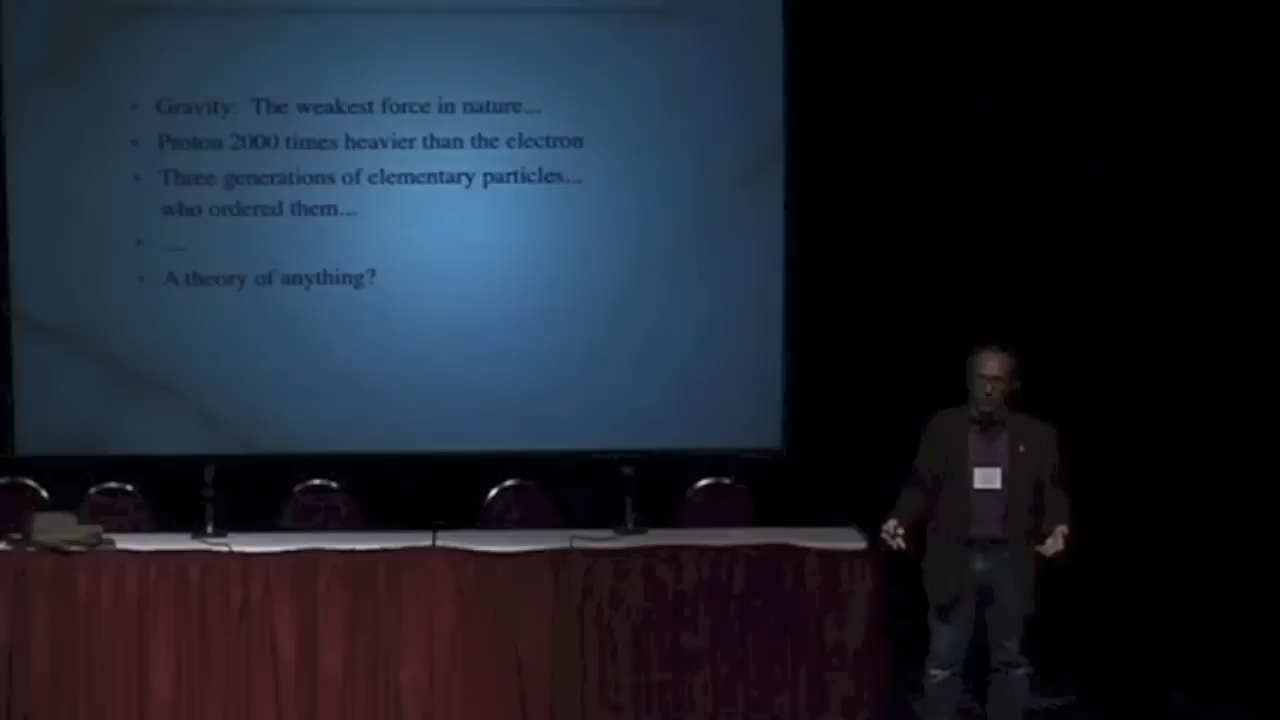 • Gravity: The weakest force in nature...
• Proton 2000 times heavier than the electron
• Three generations of elementary particles...
who ordered them...
• ...
• A theory of anything?